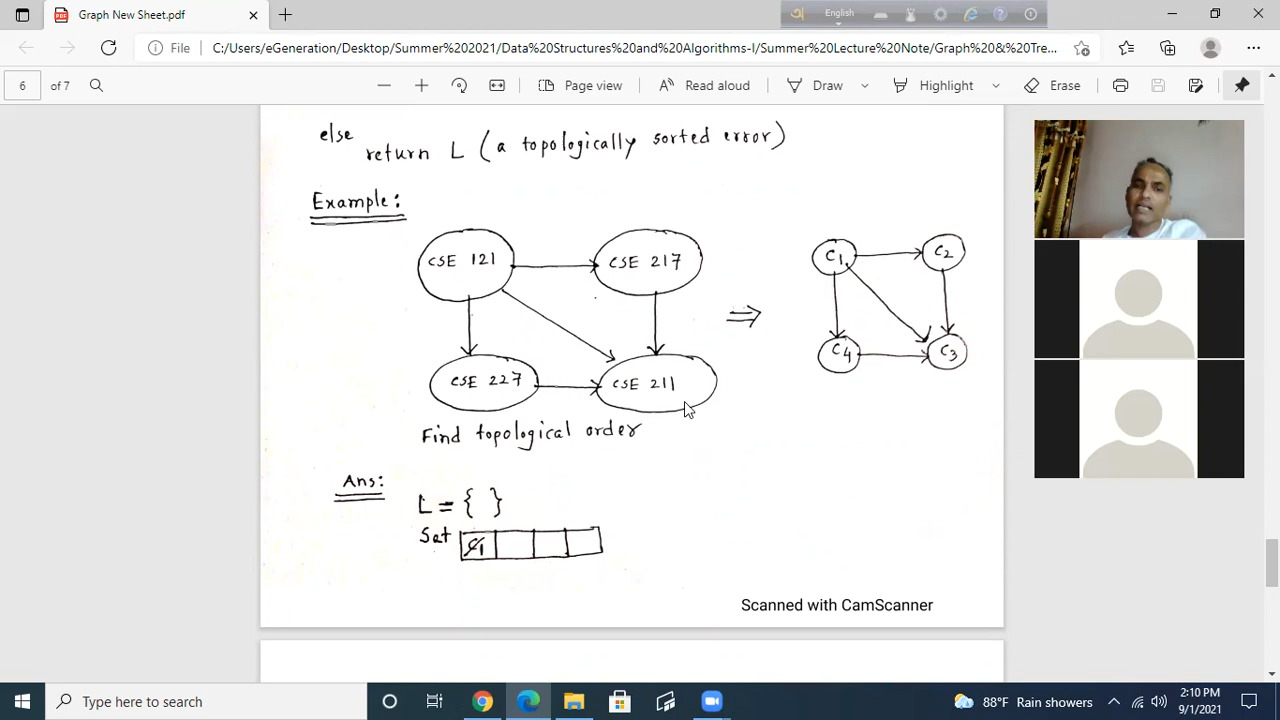 Graph New Sheet.pdf
English
File
C:/Users/eGeneration/Desktop/Summer%202021/Data%20Structures%20and%20Algorithms-I/Summer%20Lecture%20Note/Graph%20&%20Tre...
6 of 7
Page view
Read aloud
Draw
Highlight
Erase
else
return L (a topologically sorted error)
Example:
CSE 121
CSE 217
CSE 227
CSE 211
⇒
C1
C2
C4
C3
Find topological order
Ans:
L = { }
Set C1
Scanned with CamScanner
Type here to search
88°F Rain showers
2:10 PM
9/1/2021